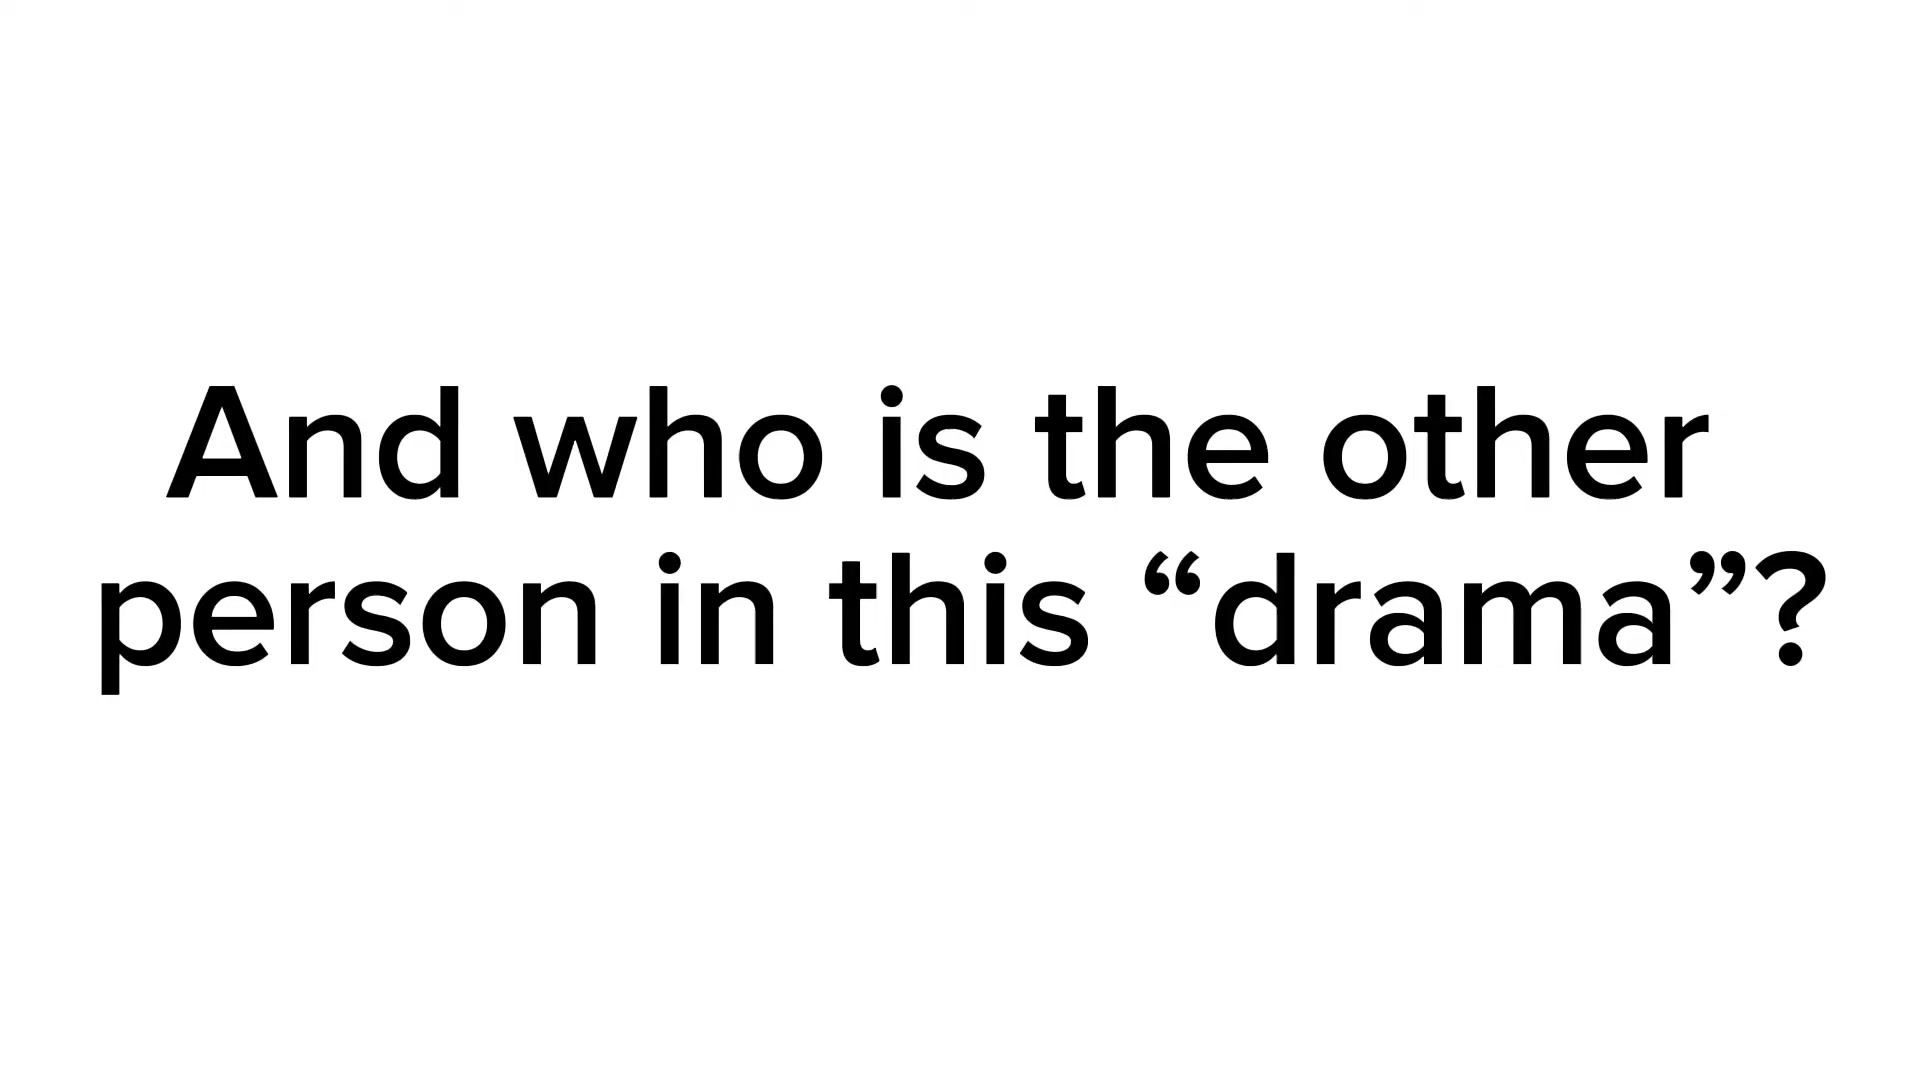 And who is the other
person in this “drama”?